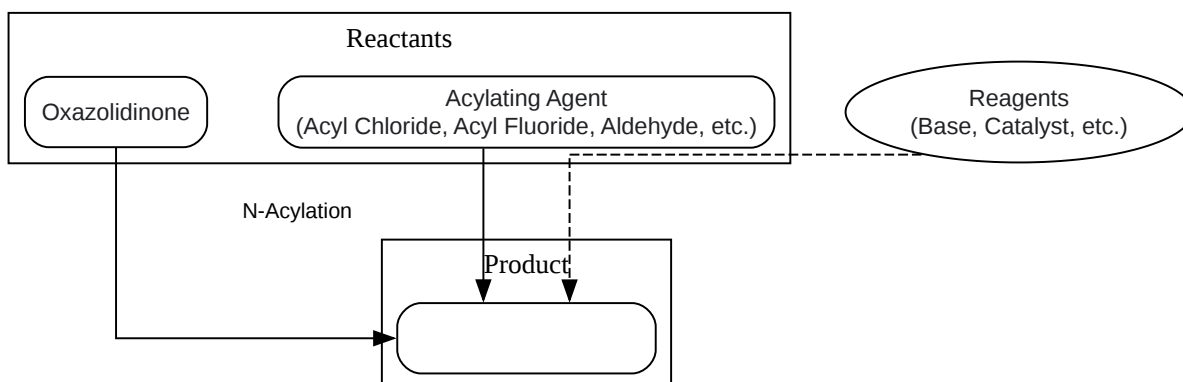 Reactants
Oxazolidinone
Acylating Agent
(Acyl Chloride, Acyl Fluoride, Aldehyde, etc.)
Reagents
(Base, Catalyst, etc.)
N-Acylation
Product